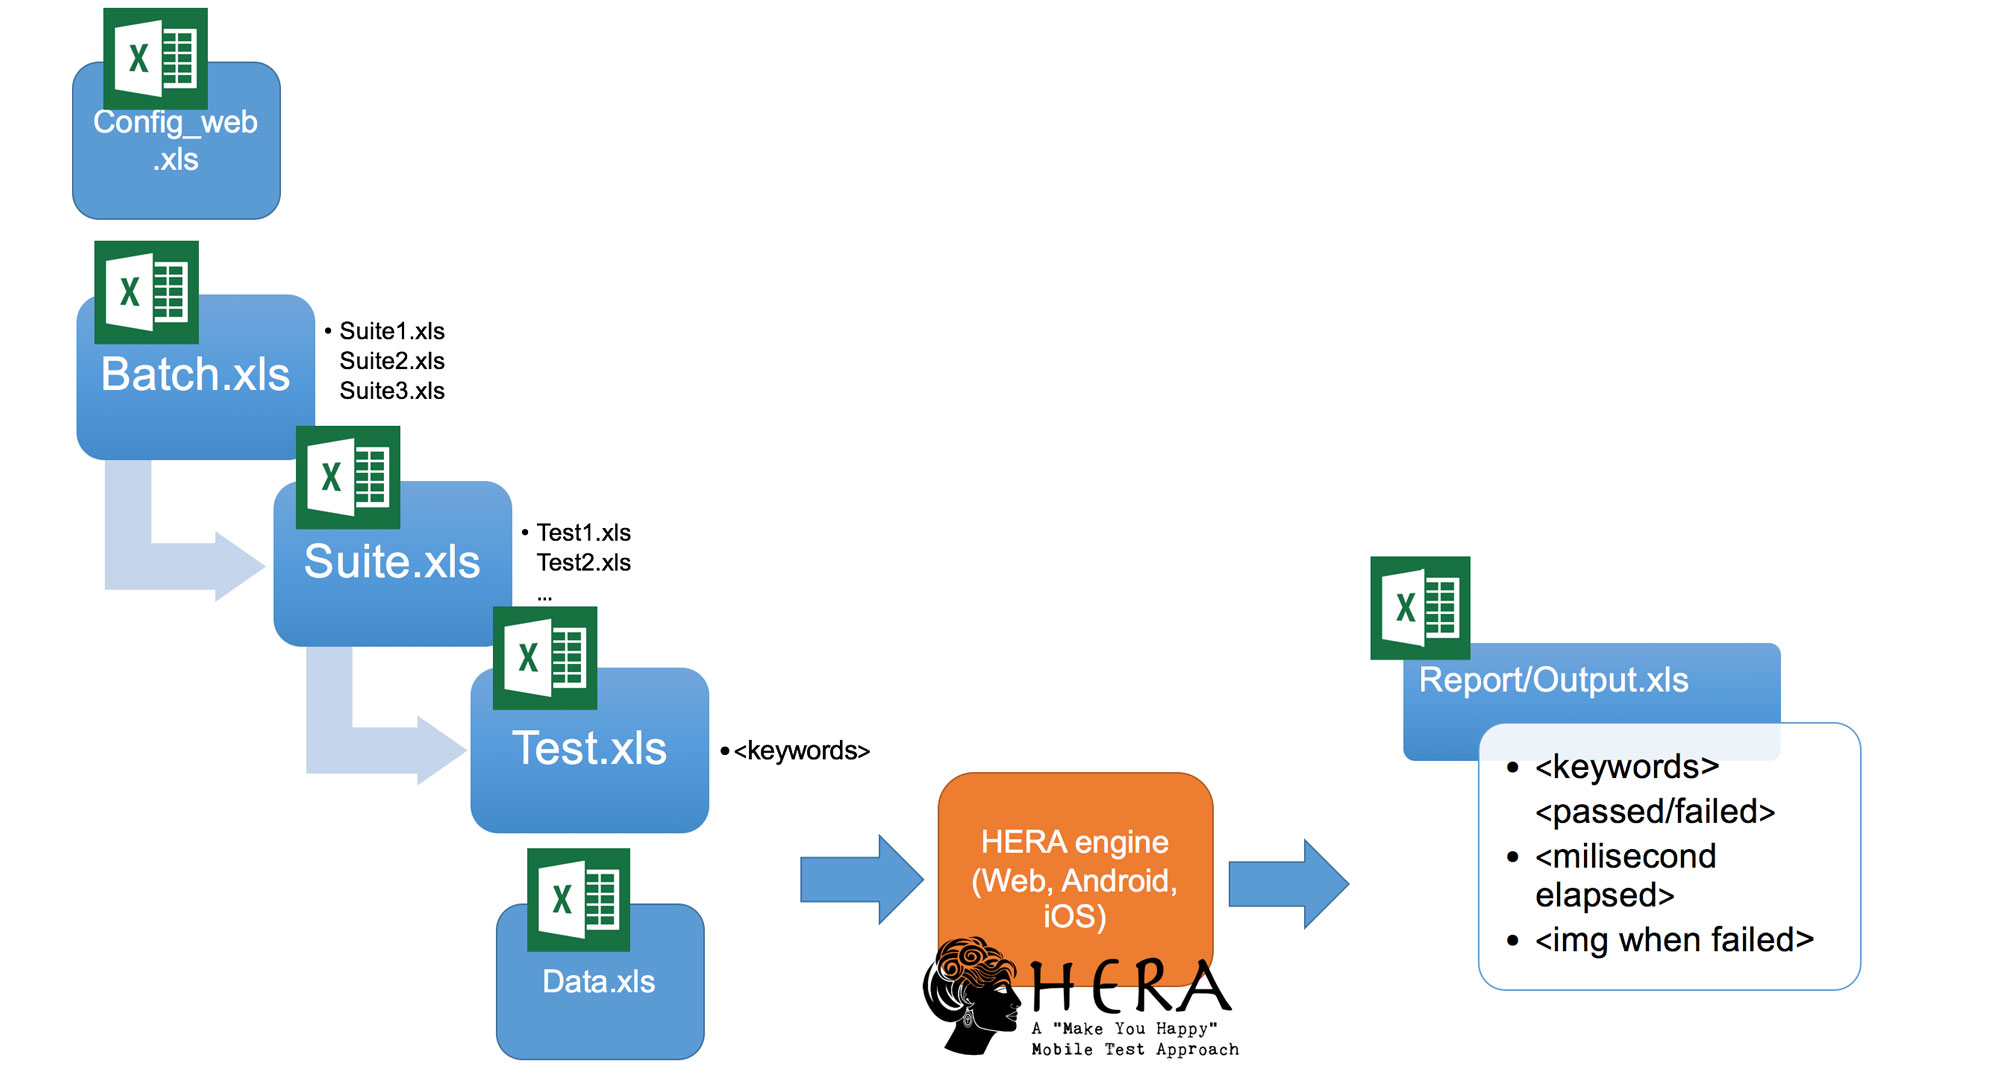 Config_web
.xls
Batch.xls
• Suite1.xls
Suite2.xls
Suite3.xls
Suite.xls
• Test1.xls
Test2.xls
...
Test.xls
•<keywords>
Data.xls
HERA engine
(Web, Android,
iOS)
HERA
A "Make You Happy"
Mobile Test Approach
Report/Output.xls
• <keywords>
<passed/failed>
• <milisecond
elapsed>
• <img when failed>